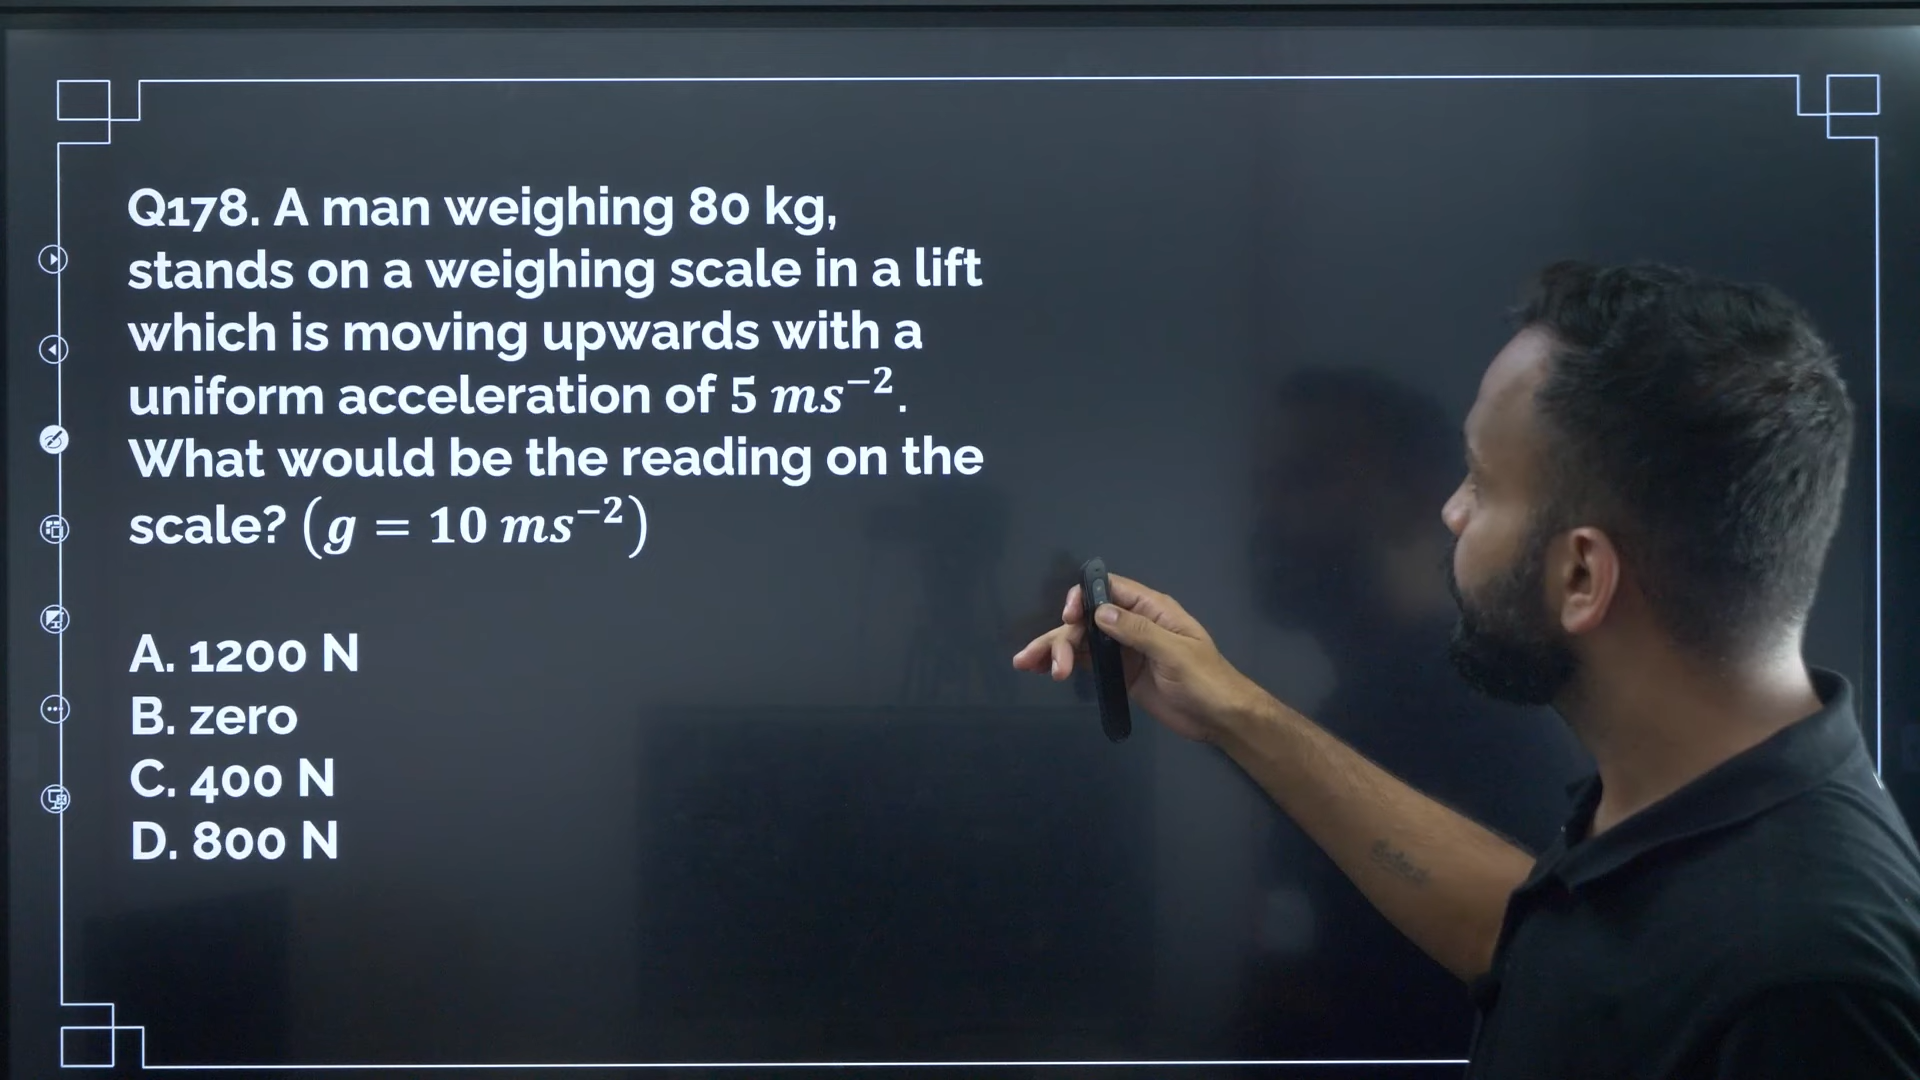 Q178. A man weighing 80 kg,
stands on a weighing scale in a lift
which is moving upwards with a
uniform acceleration of 5 ms⁻².
What would be the reading on the
scale? (g = 10 ms⁻²)
A. 1200 N
B. zero
C. 400 N
D. 800 N